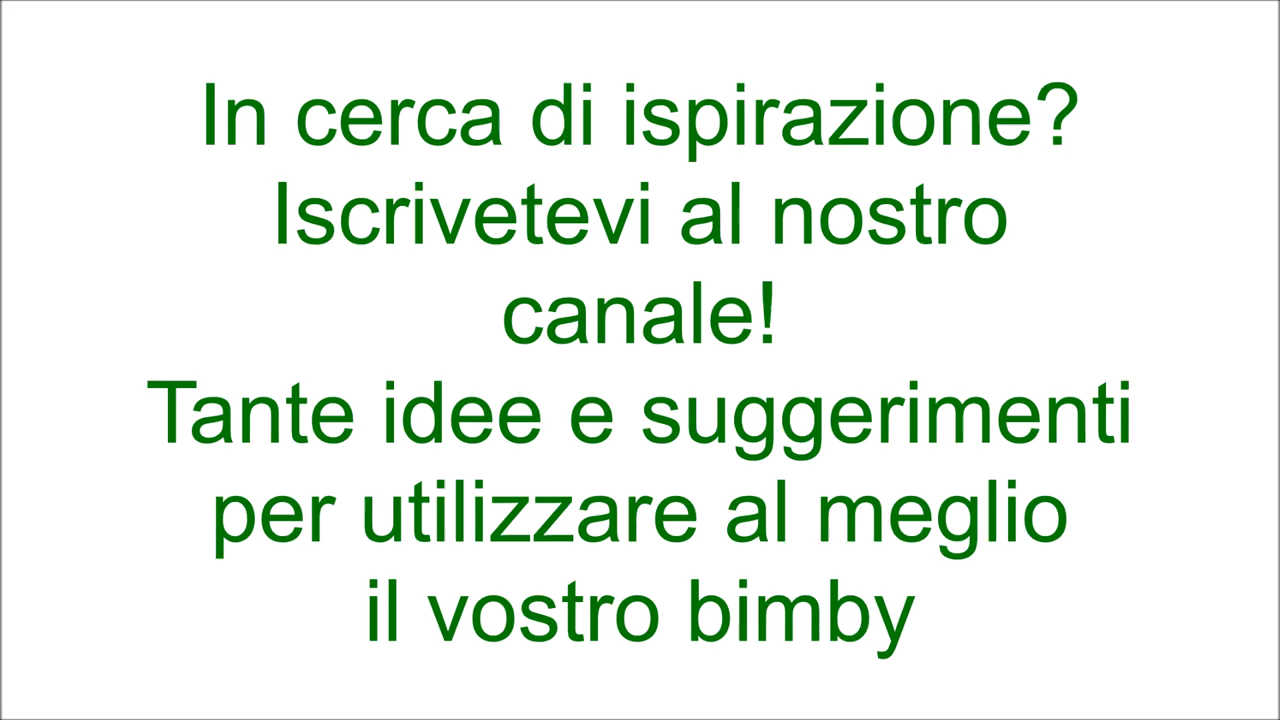 In cerca di ispirazione?
Iscrivetevi al nostro
canale!
Tante idee e suggerimenti
per utilizzare al meglio
il vostro bimby